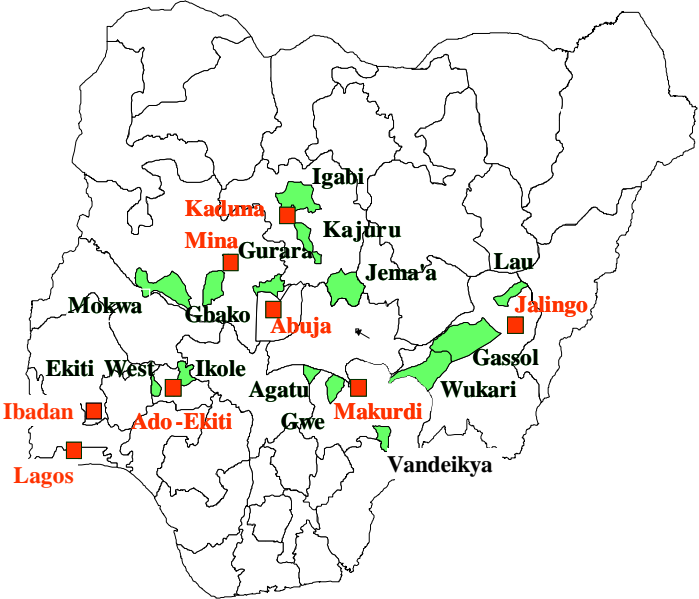 Igabi
Kaduna
Kajuru
Mina
Gurara
Lau
Jema'a
Mokwa
Gbako
Jalingo
Abuja
Gassol
Ekiti West
Ikole
Agatu
Wukari
Ibadan
Makurdi
Ado-Ekiti
Gwe
Vandeikya
Lagos